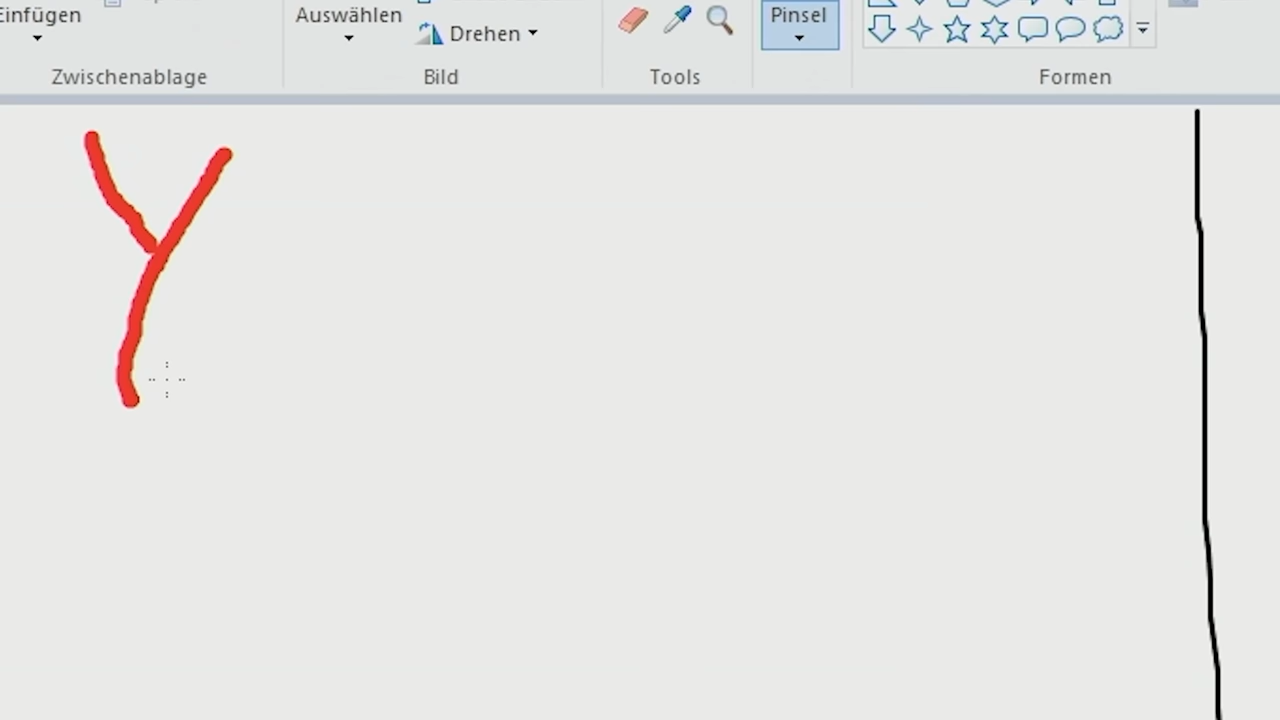 Einfügen
Auswählen
Drehen
Pinsel
Zwischenablage
Bild
Tools
Formen
Y